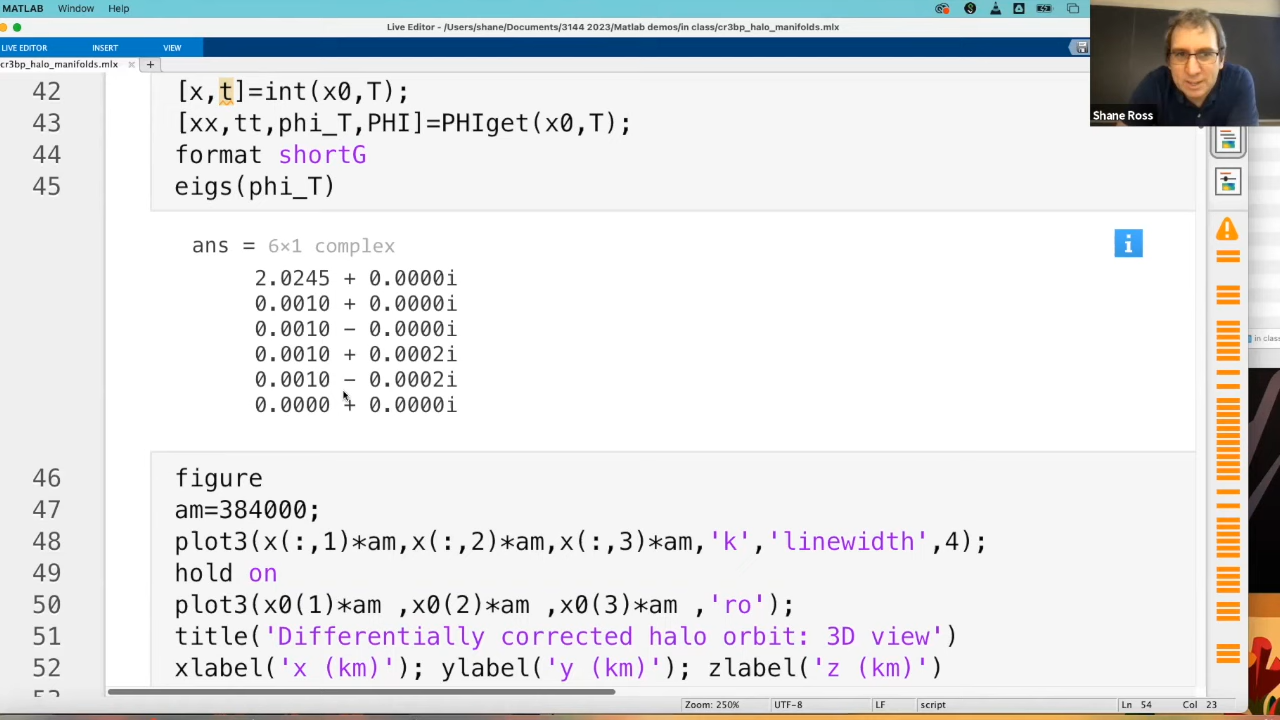 MATLAB Window Help
Live Editor - /Users/shane/Documents/3144 2023/Matlab demos/in class/cr3bp_halo_manifolds.mlx
LIVE EDITOR INSERT VIEW
cr3bp_halo_manifolds.mlx × +
Shane Ross
42 [x,t]=int(x0,T);
43 [xx,tt,phi_T,PHI]=PHIget(x0,T);
44 format shortG
45 eigs(phi_T)
ans = 6×1 complex
2.0245 + 0.0000i
0.0010 + 0.0000i
0.0010 - 0.0000i
0.0010 + 0.0002i
0.0010 - 0.0002i
0.0000 + 0.0000i
in class
46 figure
47 am=384000;
48 plot3(x(:,1)*am,x(:,2)*am,x(:,3)*am,'k','linewidth',4);
49 hold on
50 plot3(x0(1)*am ,x0(2)*am ,x0(3)*am ,'ro');
51 title('Differentially corrected halo orbit: 3D view')
52 xlabel('x (km)'); ylabel('y (km)'); zlabel('z (km)')
Zoom: 250% UTF-8 LF script Ln 54 Col 23